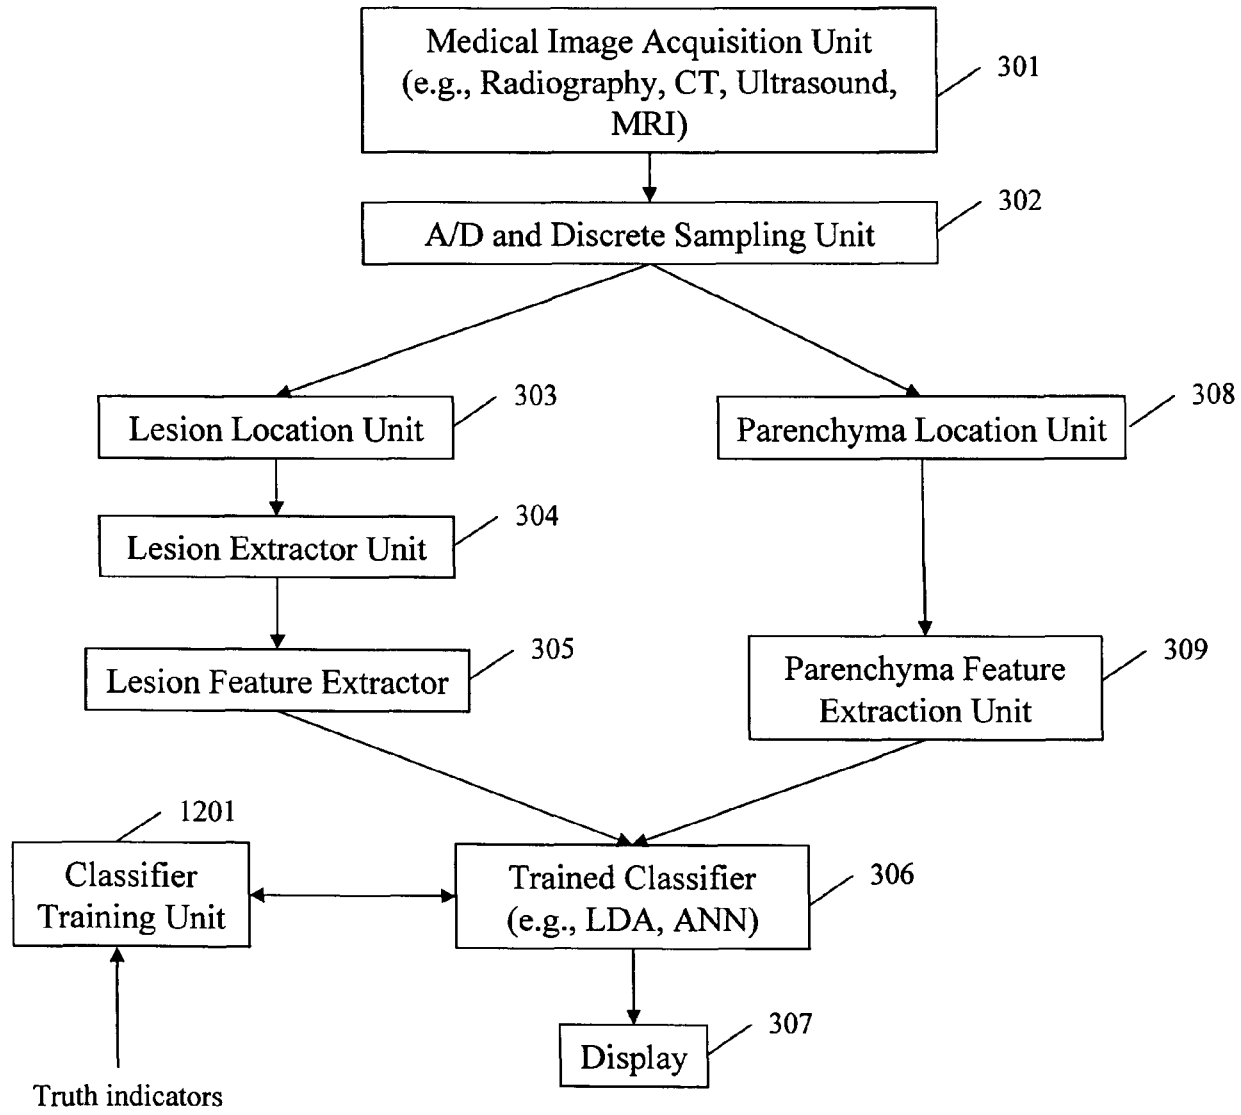 Medical Image Acquisition Unit
(e.g., Radiography, CT, Ultrasound,
MRI)
301
A/D and Discrete Sampling Unit
302
Lesion Location Unit
303
Parenchyma Location Unit
308
Lesion Extractor Unit
304
Lesion Feature Extractor
305
Parenchyma Feature
Extraction Unit
309
1201
Classifier
Training Unit
Trained Classifier
(e.g., LDA, ANN)
306
Display
307
Truth indicators